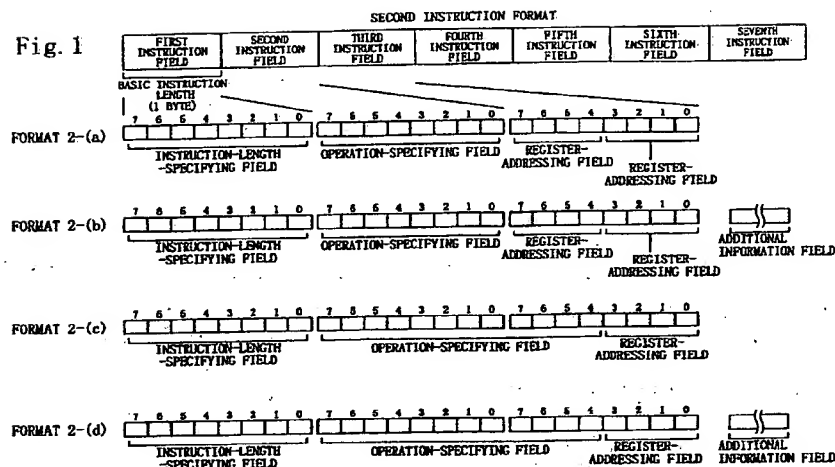 SECOND INSTRUCTION FORMAT
Fig. 1
FIRST INSTRUCTION FIELD
SECOND INSTRUCTION FIELD
THIRD INSTRUCTION FIELD
FOURTH INSTRUCTION FIELD
FIFTH INSTRUCTION FIELD
SIXTH INSTRUCTION FIELD
SEVENTH INSTRUCTION FIELD
BASIC INSTRUCTION LENGTH (1 BYTE)
7 6 5 4 3 2 1 0 7 6 5 4 3 2 1 0 7 6 5 4 3 2 1 0
FORMAT 2-(a)
INSTRUCTION-LENGTH -SPECIFYING FIELD
OPERATION-SPECIFYING FIELD
REGISTER-ADDRESSING FIELD
REGISTER-ADDRESSING FIELD
7 6 5 4 3 2 1 0 7 6 5 4 3 2 1 0 7 6 5 4 3 2 1 0
FORMAT 2-(b)
INSTRUCTION-LENGTH -SPECIFYING FIELD
OPERATION-SPECIFYING FIELD
REGISTER-ADDRESSING FIELD
REGISTER-ADDRESSING FIELD
ADDITIONAL INFORMATION FIELD
7 6 5 4 3 2 1 0 7 6 5 4 3 2 1 0 7 6 5 4 3 2 1 0
FORMAT 2-(c)
INSTRUCTION-LENGTH -SPECIFYING FIELD
OPERATION-SPECIFYING FIELD
REGISTER-ADDRESSING FIELD
7 6 5 4 3 2 1 0 7 6 5 4 3 2 1 0 7 6 5 4 3 2 1 0
FORMAT 2-(d)
INSTRUCTION-LENGTH -SPECIFYING FIELD
OPERATION-SPECIFYING FIELD
REGISTER-ADDRESSING FIELD
ADDITIONAL INFORMATION FIELD